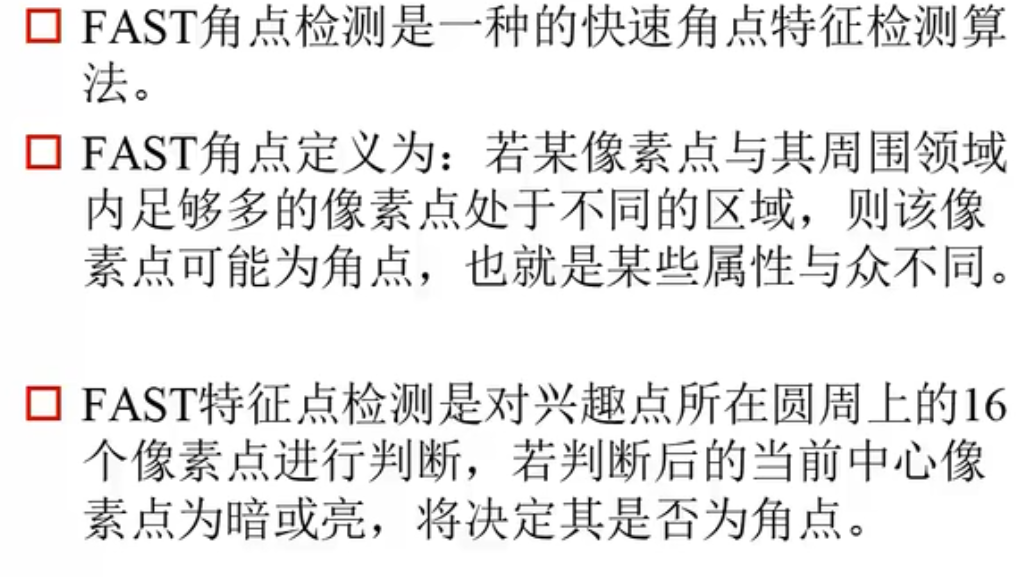 FAST角点检测是一种的快速角点特征检测算
法。
FAST角点定义为：若某像素点与其周围领域
内足够多的像素点处于不同的区域，则该像
素点可能为角点，也就是某些属性与众不同。
FAST特征点检测是对兴趣点所在圆周上的16
个像素点进行判断，若判断后的当前中心像
素点为暗或亮，将决定其是否为角点。